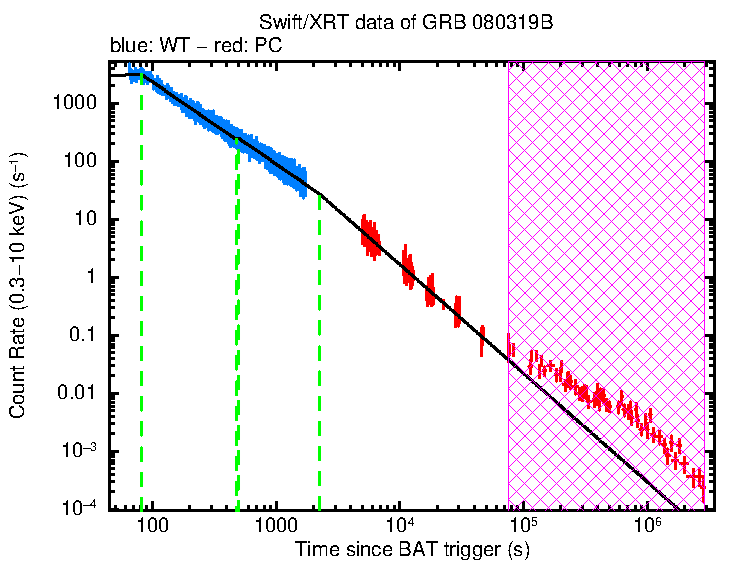 Swift/XRT data of GRB 080319B
blue: WT − red: PC
Count Rate (0.3−10 keV) (s⁻¹)
1000
100
10
1
0.1
0.01
10⁻³
10⁻⁴
100 1000 10⁴ 10⁵ 10⁶
Time since BAT trigger (s)